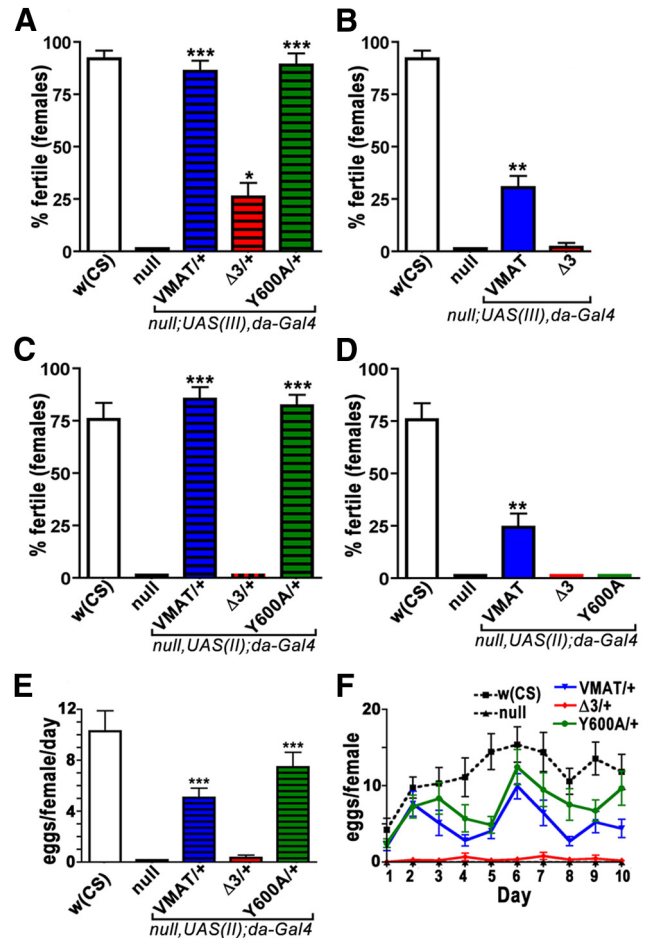 A
% fertile (females)
100
75
50
25
0
w(CS)
null
VMAT/+
Δ3/+
Y600A/+
null;UAS(III),da-Gal4
***
*
***
B
% fertile (females)
100
75
50
25
0
w(CS)
null
VMAT
Δ3
null;UAS(III),da-Gal4
**
C
% fertile (females)
100
75
50
25
0
w(CS)
null
VMAT/+
Δ3/+
Y600A/+
null,UAS(II);da-Gal4
***
***
D
% fertile (females)
100
75
50
25
0
w(CS)
null
VMAT
Δ3
Y600A
null,UAS(II);da-Gal4
**
E
eggs/female/day
12
8
4
0
w(CS)
null
VMAT/+
Δ3/+
Y600A/+
null,UAS(II);da-Gal4
***
***
F
w(CS)
null
VMAT/+
Δ3/+
Y600A/+
eggs/female
20
10
0
1 2 3 4 5 6 7 8 9 10
Day